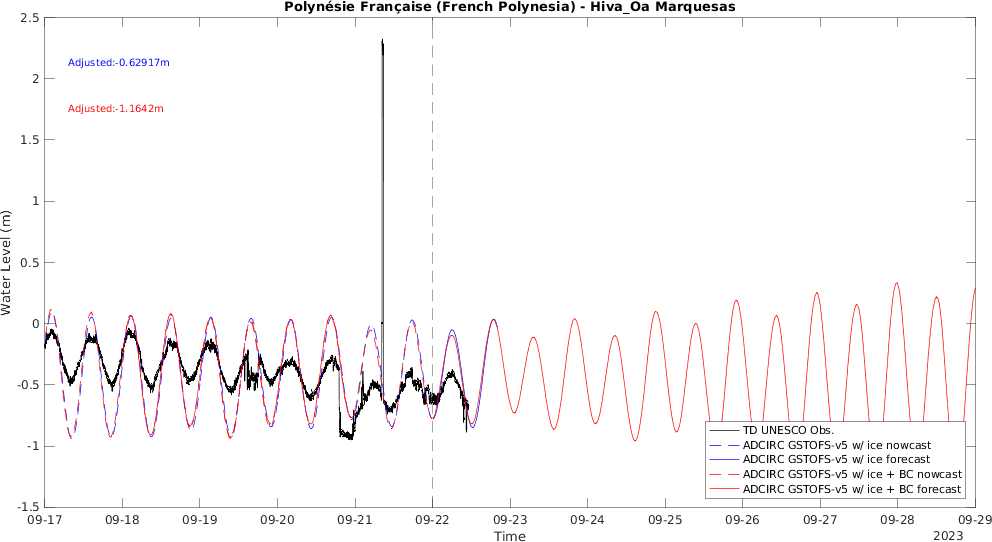 Polynésie Française (French Polynesia) - Hiva_Oa Marquesas
2.5
2
1.5
1
0.5
0
-0.5
-1
-1.5
Water Level (m)
Adjusted:-0.62917m
Adjusted:-1.1642m
TD UNESCO Obs.
ADCIRC GSTOFS-v5 w/ ice nowcast
ADCIRC GSTOFS-v5 w/ ice forecast
ADCIRC GSTOFS-v5 w/ ice + BC nowcast
ADCIRC GSTOFS-v5 w/ ice + BC forecast
09-17 09-18 09-19 09-20 09-21 09-22 09-23 09-24 09-25 09-26 09-27 09-28 09-29
Time
2023